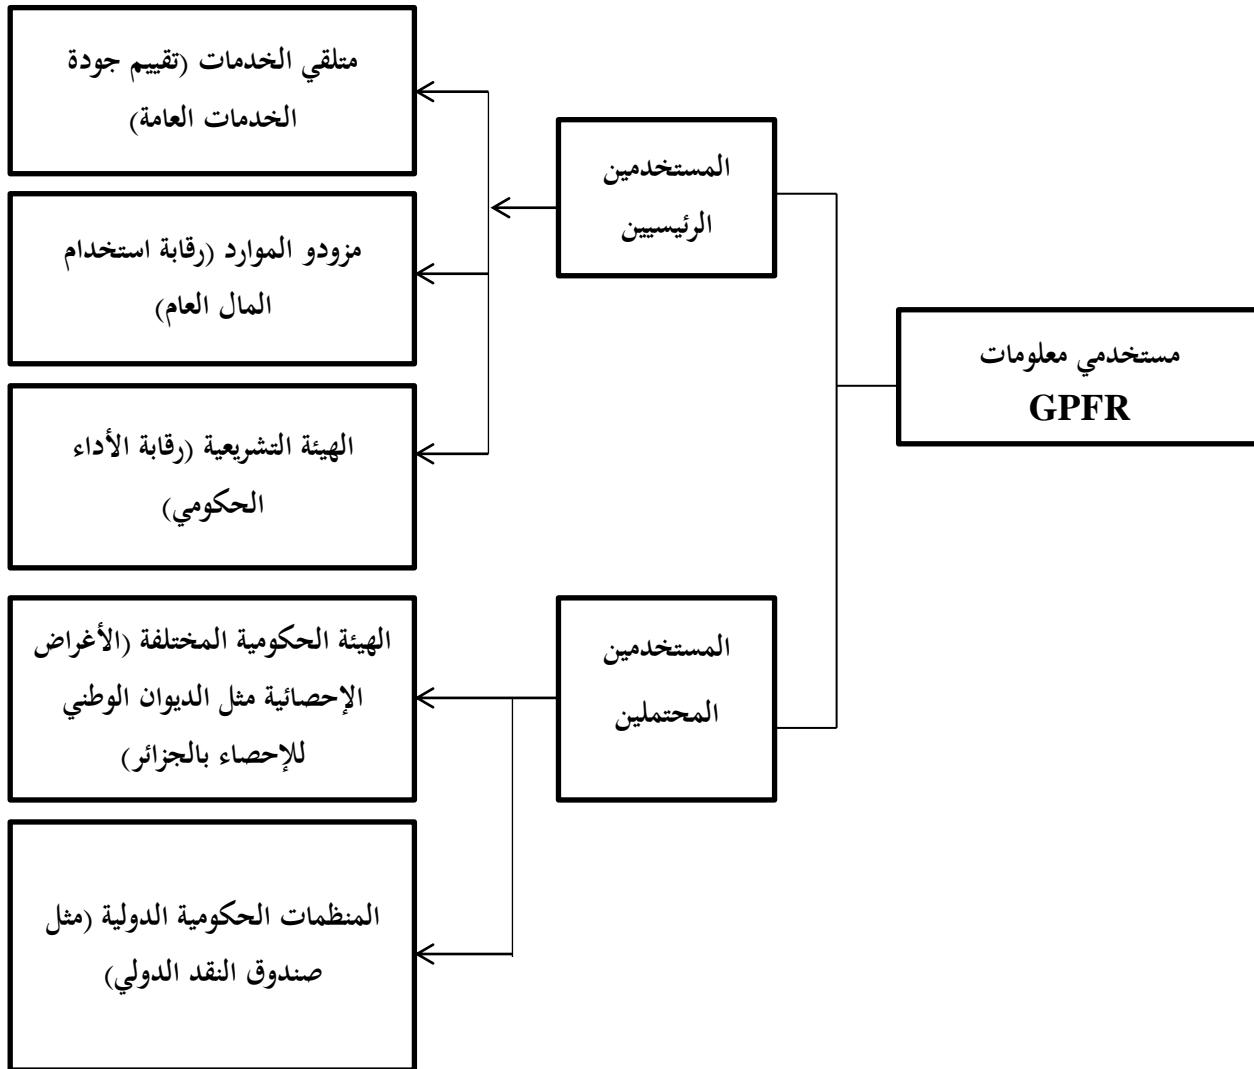 مستخدمي معلومات
GPFR
المستخدمين
الرئيسيين
متلقي الخدمات (تقييم جودة
الخدمات العامة)
مزودو الموارد (رقابة استخدام
المال العام)
الهيئة التشريعية (رقابة الأداء
الحكومي)
المستخدمين
المحتملين
الهيئة الحكومية المختلفة (الأغراض
الإحصائية مثل الديوان الوطني
للإحصاء بالجزائر)
المنظمات الحكومية الدولية (مثل
صندوق النقد الدولي)